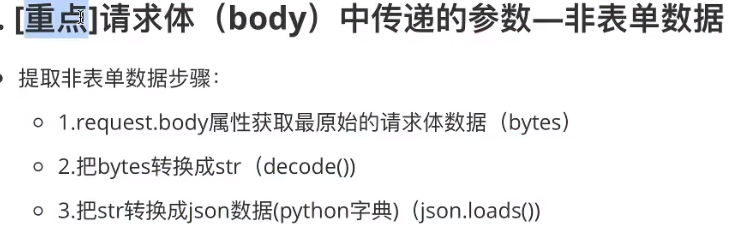 . [重点]请求体（body）中传递的参数—非表单数据
提取非表单数据步骤：
1.request.body属性获取最原始的请求体数据（bytes）
2.把bytes转换成str（decode())
3.把str转换成json数据(python字典)（json.loads())